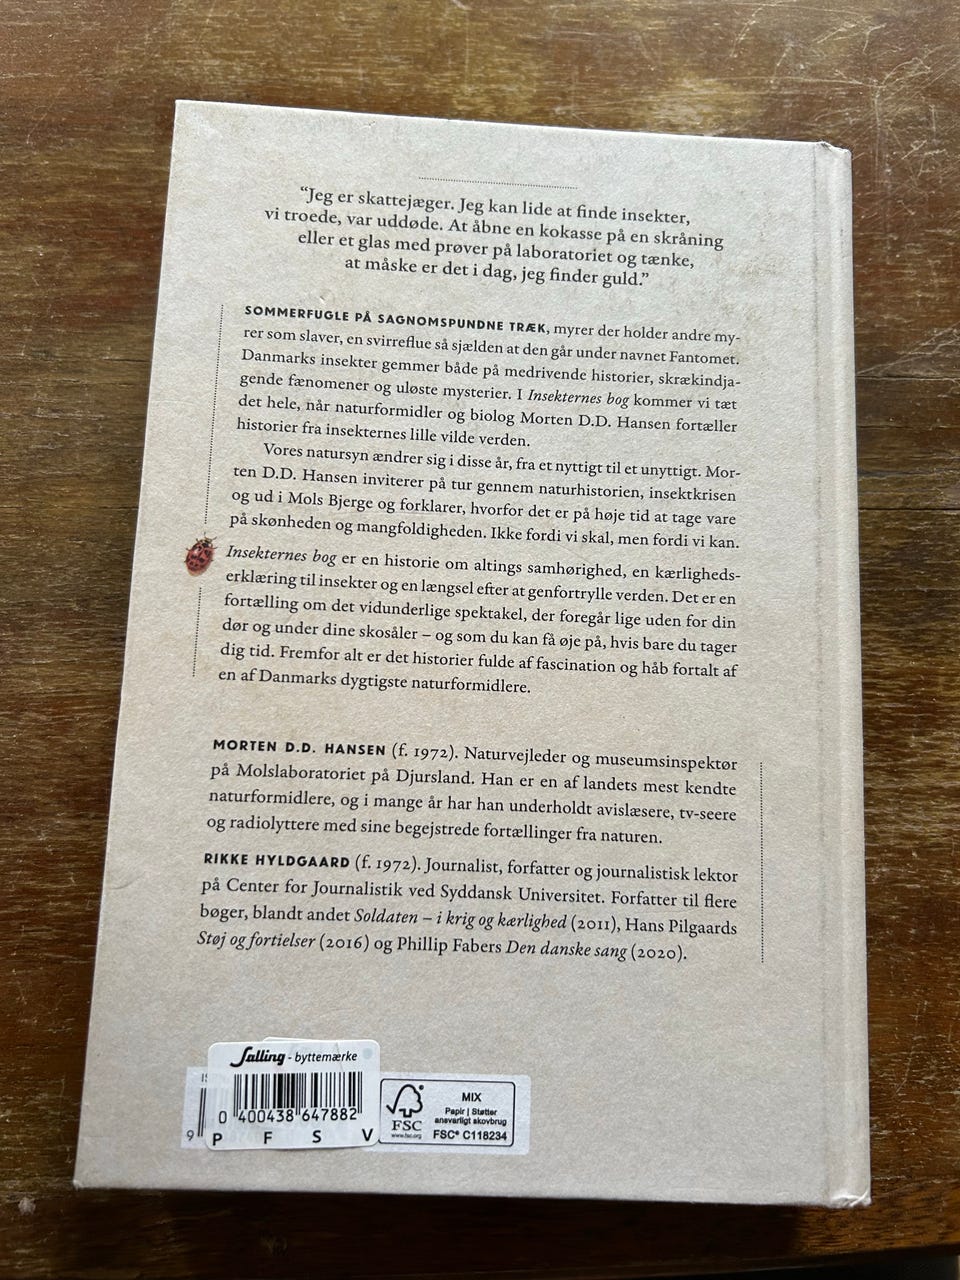 “Jeg er skattejæger. Jeg kan lide at finde insekter,
vi troede, var uddøde. At åbne en kokasse på en skråning
eller et glas med prøver på laboratoriet og tænke,
at måske er det i dag, jeg finder guld.”
SOMMERFUGLE PÅ SAGNOMSPUNDNE TRÆK, myrer der holder andre my-
rer som slaver, en svirreflue så sjælden at den går under navnet Fantomet.
Danmarks insekter gemmer både på medrivende historier, skrækindja-
gende fænomener og uløste mysterier. I Insekternes bog kommer vi tæt
det hele, når naturformidler og biolog Morten D.D. Hansen fortæller
historier fra insekternes lille vilde verden.
Vores natursyn ændrer sig i disse år, fra et nyttigt til et unyttigt. Mor-
ten D.D. Hansen inviterer på tur gennem naturhistorien, insektkrisen
og ud i Mols Bjerge og forklarer, hvorfor det er på høje tid at tage vare
på skønheden og mangfoldigheden. Ikke fordi vi skal, men fordi vi kan.
Insekternes bog er en historie om altings samhørighed, en kærligheds-
erklæring til insekter og en længsel efter at genfortrylle verden. Det er en
fortælling om det vidunderlige spektakel, der foregår lige uden for din
dør og under dine skosåler – og som du kan få øje på, hvis bare du tager
dig tid. Fremfor alt er det historier fulde af fascination og håb fortalt af
en af Danmarks dygtigste naturformidlere.
MORTEN D.D. HANSEN (f. 1972). Naturvejleder og museumsinspektør
på Molslaboratoriet på Djursland. Han er en af landets mest kendte
naturformidlere, og i mange år har han underholdt avislæsere, tv-seere
og radiolyttere med sine begejstrede fortællinger fra naturen.
RIKKE HYLDGAARD (f. 1972). Journalist, forfatter og journalistisk lektor
på Center for Journalistik ved Syddansk Universitet. Forfatter til flere
bøger, blandt andet Soldaten – i krig og kærlighed (2011), Hans Pilgaards
Støj og fortielser (2016) og Phillip Fabers Den danske sang (2020).
Salling - byttemærke
0 400438 647882
P F S V
9
FSC
www.fsc.org
MIX
Papir | Støtter
ansvarligt skovbrug
FSC® C118234